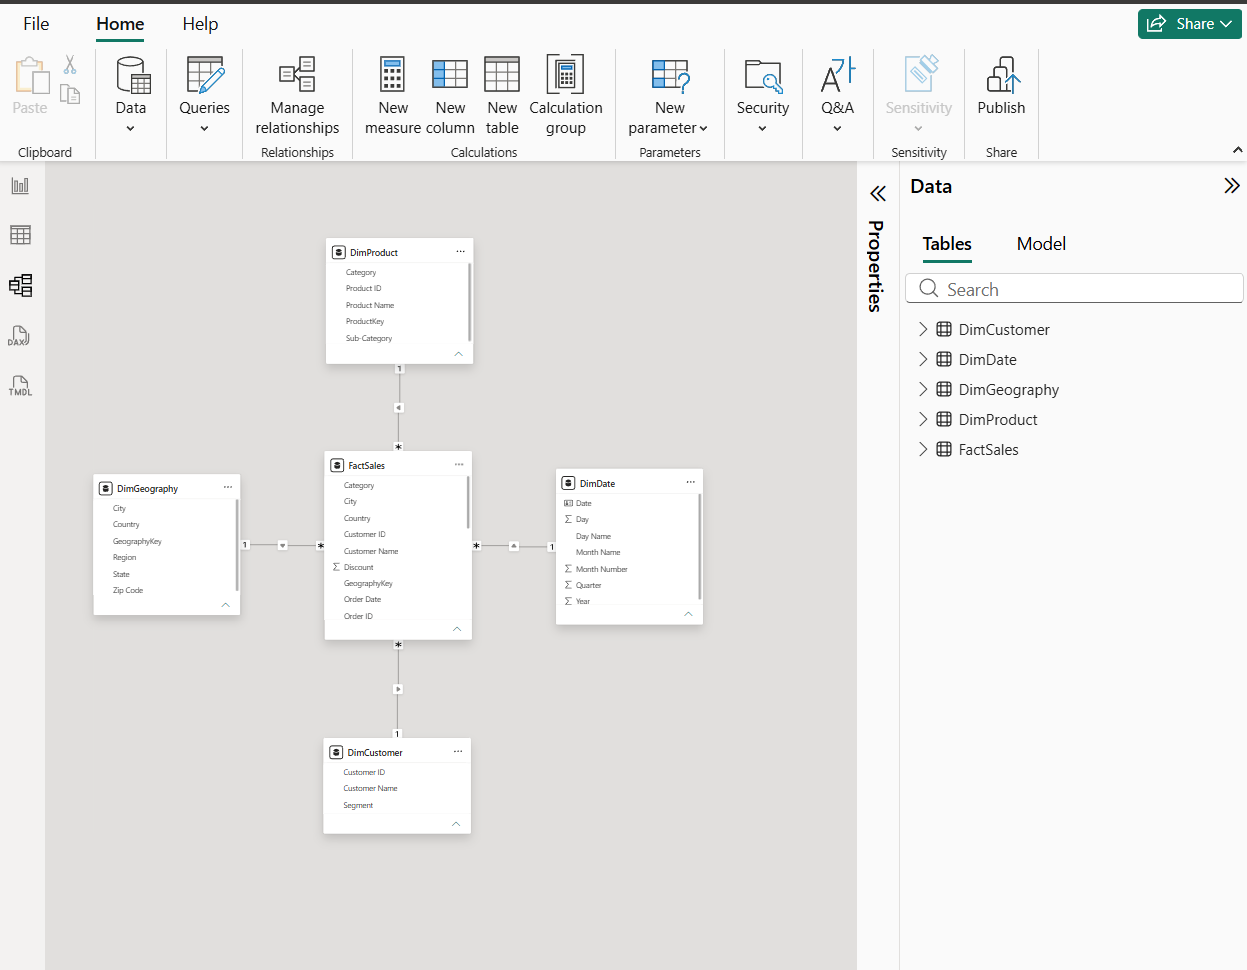 File
Home
Help
Share
Paste
Clipboard
Data
Queries
Manage
relationships
Relationships
New
measure
New
column
New
table
Calculation
group
Calculations
New
parameter
Parameters
Security
Q&A
Sensitivity
Sensitivity
Publish
Share
DAX
TMDL
DimProduct
Category
Product ID
Product Name
ProductKey
Sub-Category
1
*
FactSales
Category
City
Country
Customer ID
Customer Name
Discount
GeographyKey
Order Date
Order ID
DimGeography
City
Country
GeographyKey
Region
State
Zip Code
1
*
*
1
DimDate
Date
Day
Day Name
Month Name
Month Number
Quarter
Year
*
1
DimCustomer
Customer ID
Customer Name
Segment
Properties
Data
Tables
Model
Search
DimCustomer
DimDate
DimGeography
DimProduct
FactSales